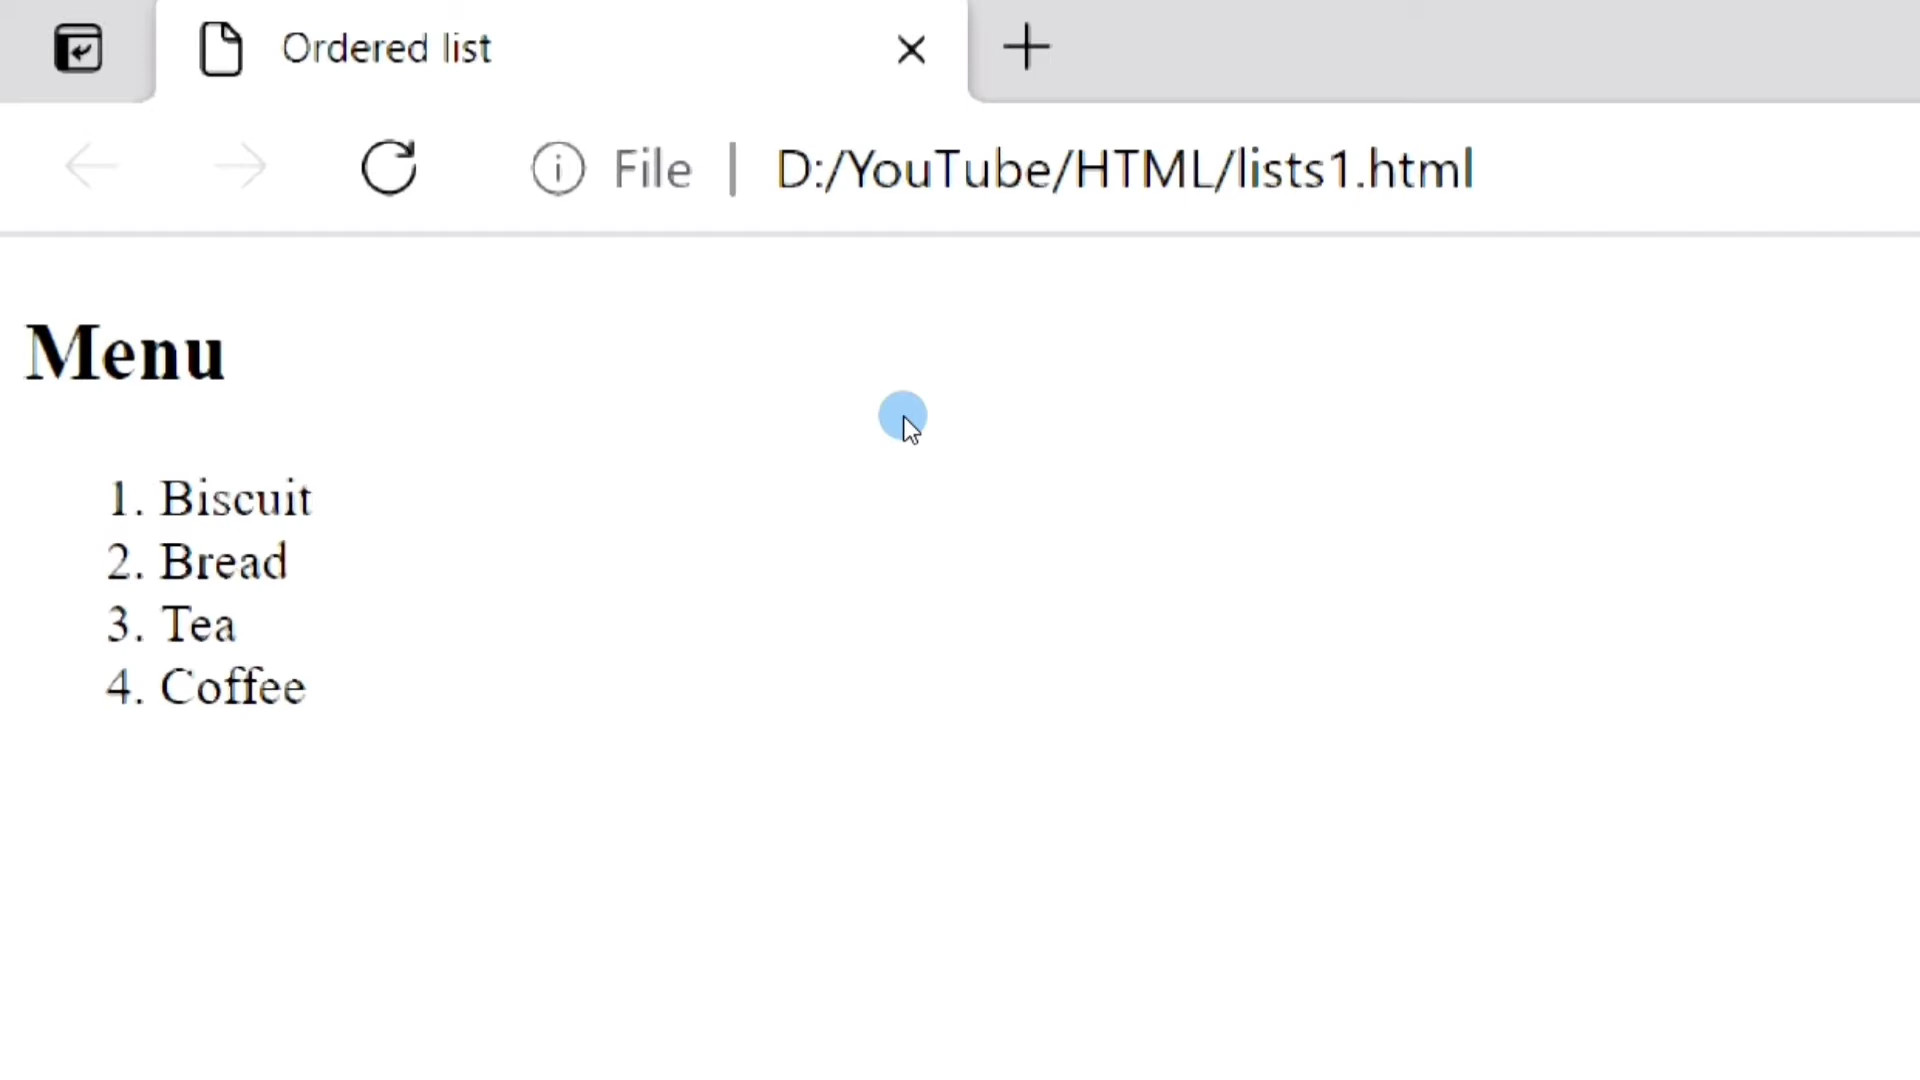 Ordered list
File | D:/YouTube/HTML/lists1.html
Menu
1. Biscuit
2. Bread
3. Tea
4. Coffee